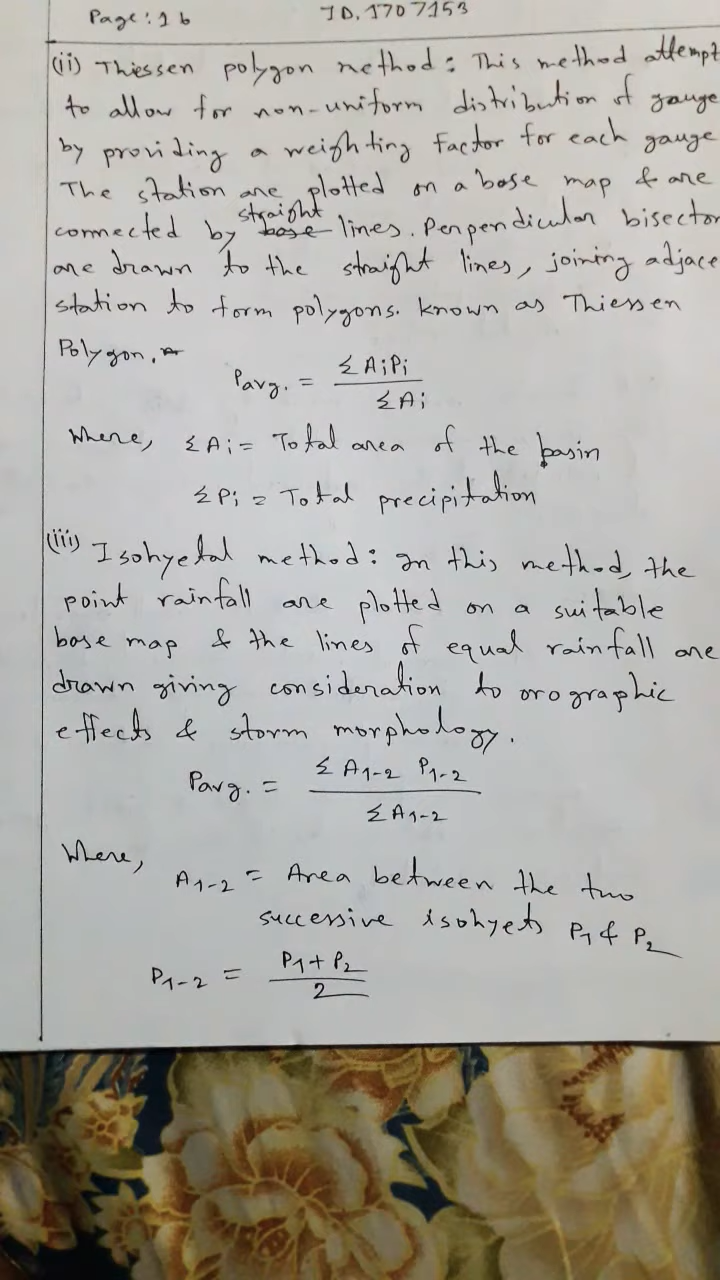 Page: 16 ID. 1707153
(ii) Thiessen polygon method: This method attempt
to allow for non-uniform distribution of gauge
by providing a weighting factor for each gauge
The station are plotted on a base map & are
connected by straight base lines. Perpendicular bisector
are drawn to the straight lines, joining adjace
station to form polygons. known as Thiessen
Polygon.
Pavg. = ΣAiPi / ΣAi
Where, ΣAi = Total area of the basin
ΣPi = Total precipitation
(iii) Isohyetal method: In this method, the
point rainfall are plotted on a suitable
base map & the lines of equal rainfall are
drawn giving consideration to orographic
effects & storm morphology.
Pavg. = ΣA1-2 P1-2 / ΣA1-2
Where,
A1-2 = Area between the two
successive isohyets P1 & P2
P1-2 = P1+P2 / 2